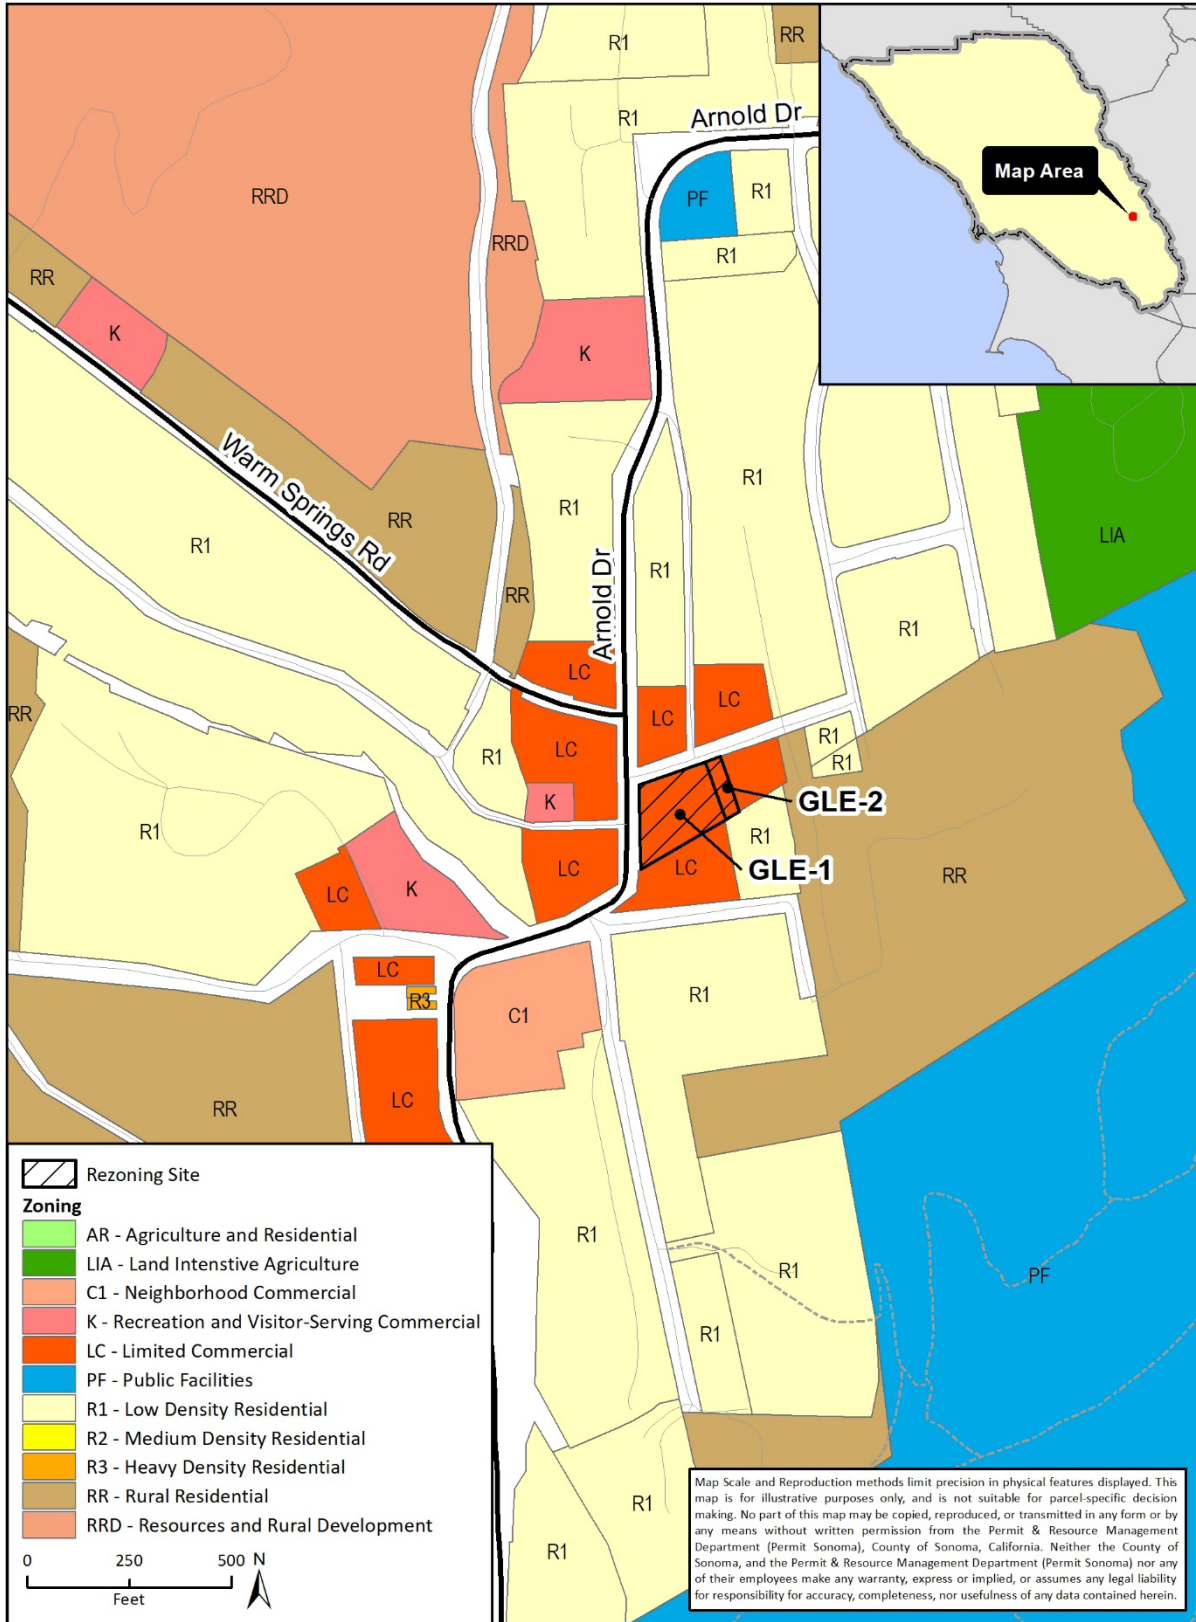 R1
RR
R1
Arnold Dr
Map Area
RRD
PF
R1
RRD
R1
RR
K
K
Warm Springs Rd
R1
R1
RR
R1
LIA
R1
RR
Arnold Dr
R1
LC
RR
LC
LC
R1
LC
R1
R1
K
GLE-2
R1
R1
LC
LC
GLE-1
RR
K
LC
LC
R1
R3
C1
RR
LC
Rezoning Site
Zoning
AR - Agriculture and Residential
LIA - Land Intenstive Agriculture
C1 - Neighborhood Commercial
K - Recreation and Visitor-Serving Commercial
LC - Limited Commercial
PF - Public Facilities
R1 - Low Density Residential
R2 - Medium Density Residential
R3 - Heavy Density Residential
RR - Rural Residential
RRD - Resources and Rural Development
0 250 500 N
Feet
R1
R1
PF
R1
R1
R1
Map Scale and Reproduction methods limit precision in physical features displayed. This
map is for illustrative purposes only, and is not suitable for parcel-specific decision
making. No part of this map may be copied, reproduced, or transmitted in any form or by
any means without written permission from the Permit & Resource Management
Department (Permit Sonoma), County of Sonoma, California. Neither the County of
Sonoma, and the Permit & Resource Management Department (Permit Sonoma) nor any
of their employees make any warranty, express or implied, or assumes any legal liability
for responsibility for accuracy, completeness, nor usefulness of any data contained herein.